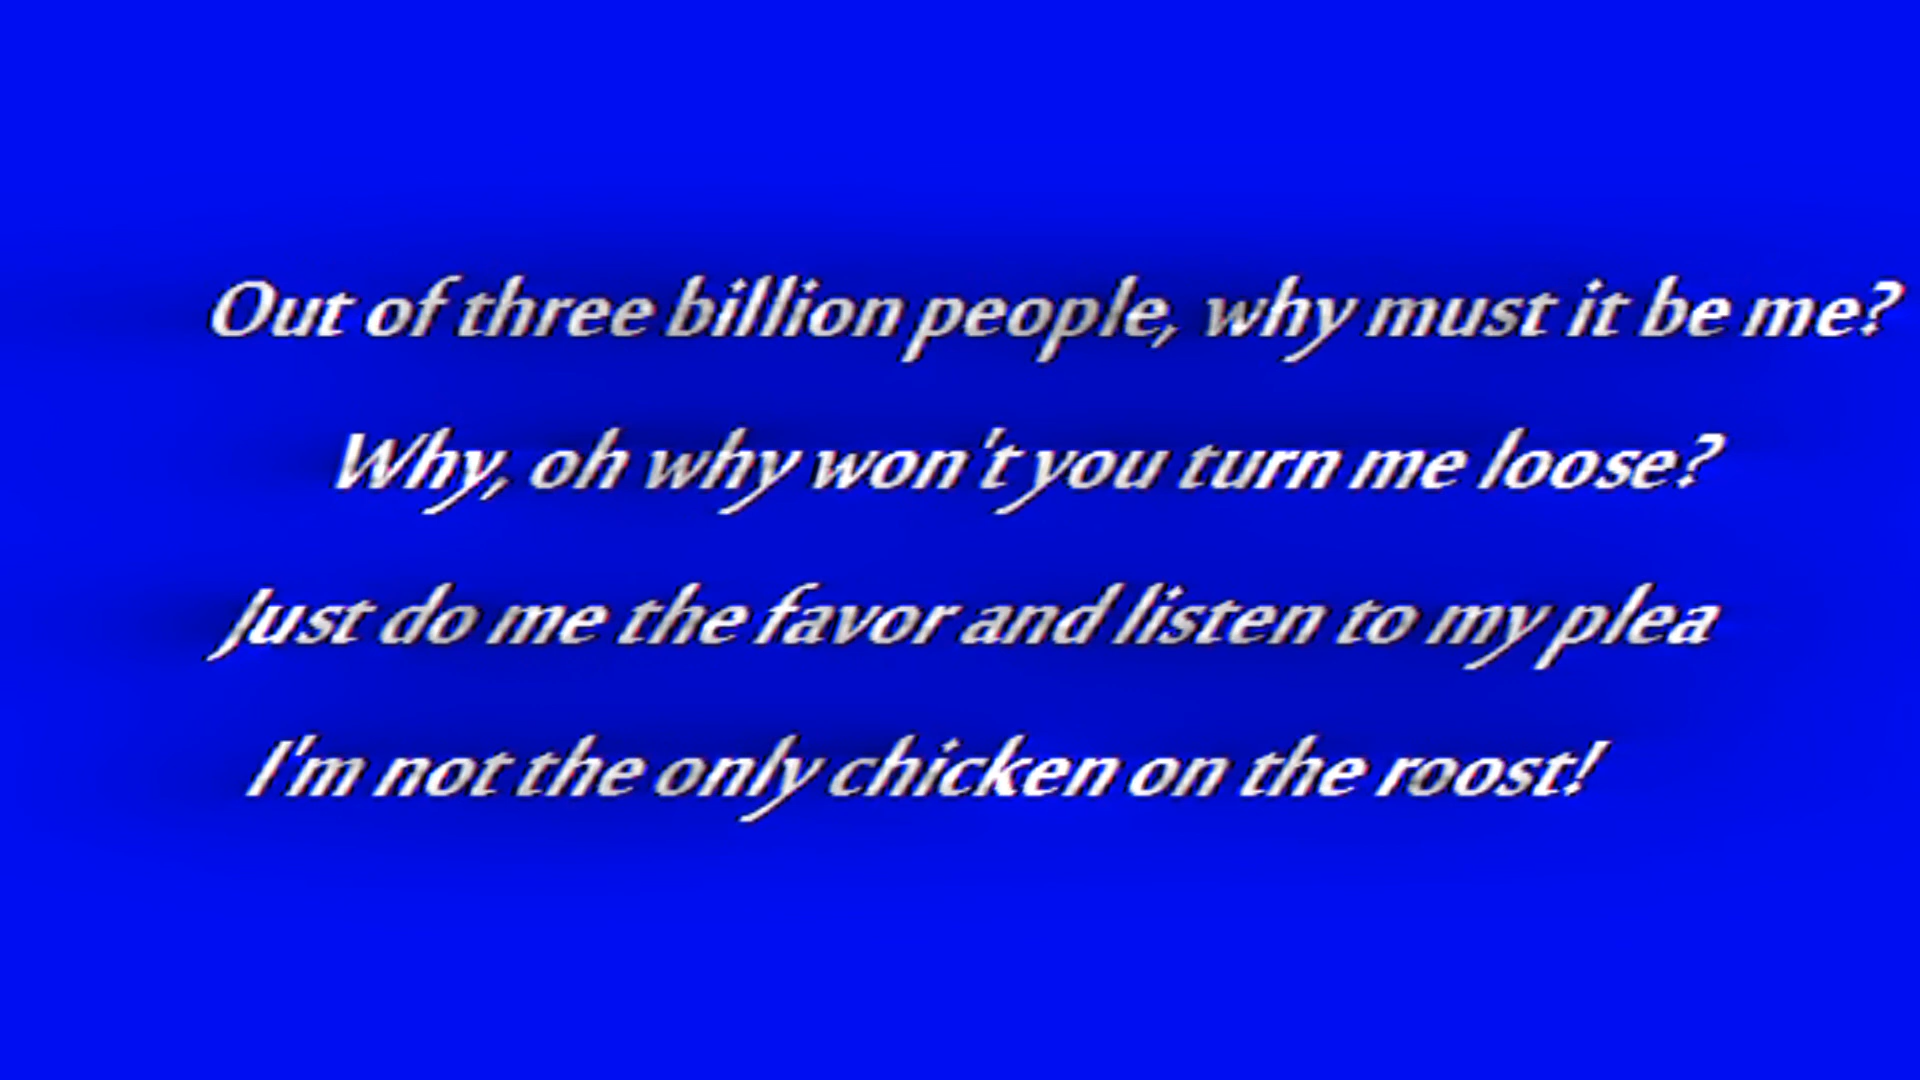 Out of three billion people, why must it be me?
Why, oh why won't you turn me loose?
Just do me the favor and listen to my plea
I'm not the only chicken on the roost!